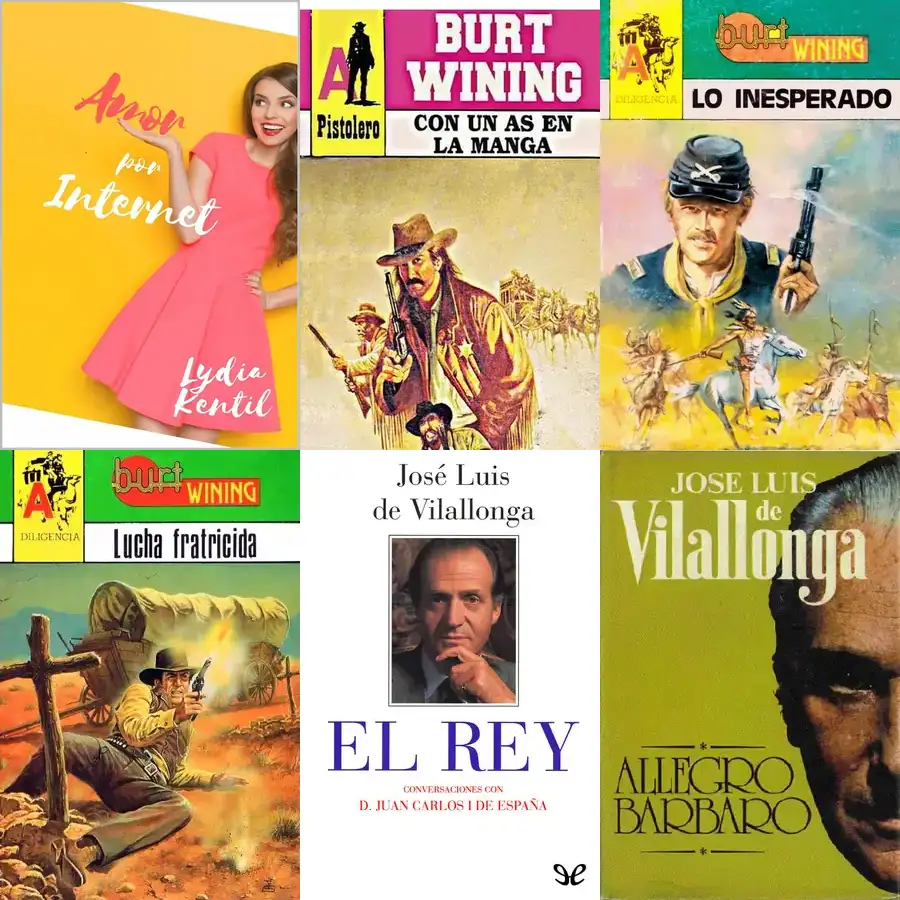 Amor
por
Internet
Lydia
Kentil
BURT
WINING
A
Pistolero
CON UN AS EN
LA MANGA
A
DILIGENCIA
burt
WINING
LO INESPERADO
A
DILIGENCIA
burt
WINING
Lucha fratricida
José Luis
de Vilallonga
EL REY
CONVERSACIONES CON
D. JUAN CARLOS I DE ESPAÑA
JOSE LUIS
de
Vilallonga
ALLEGRO
BARBARO